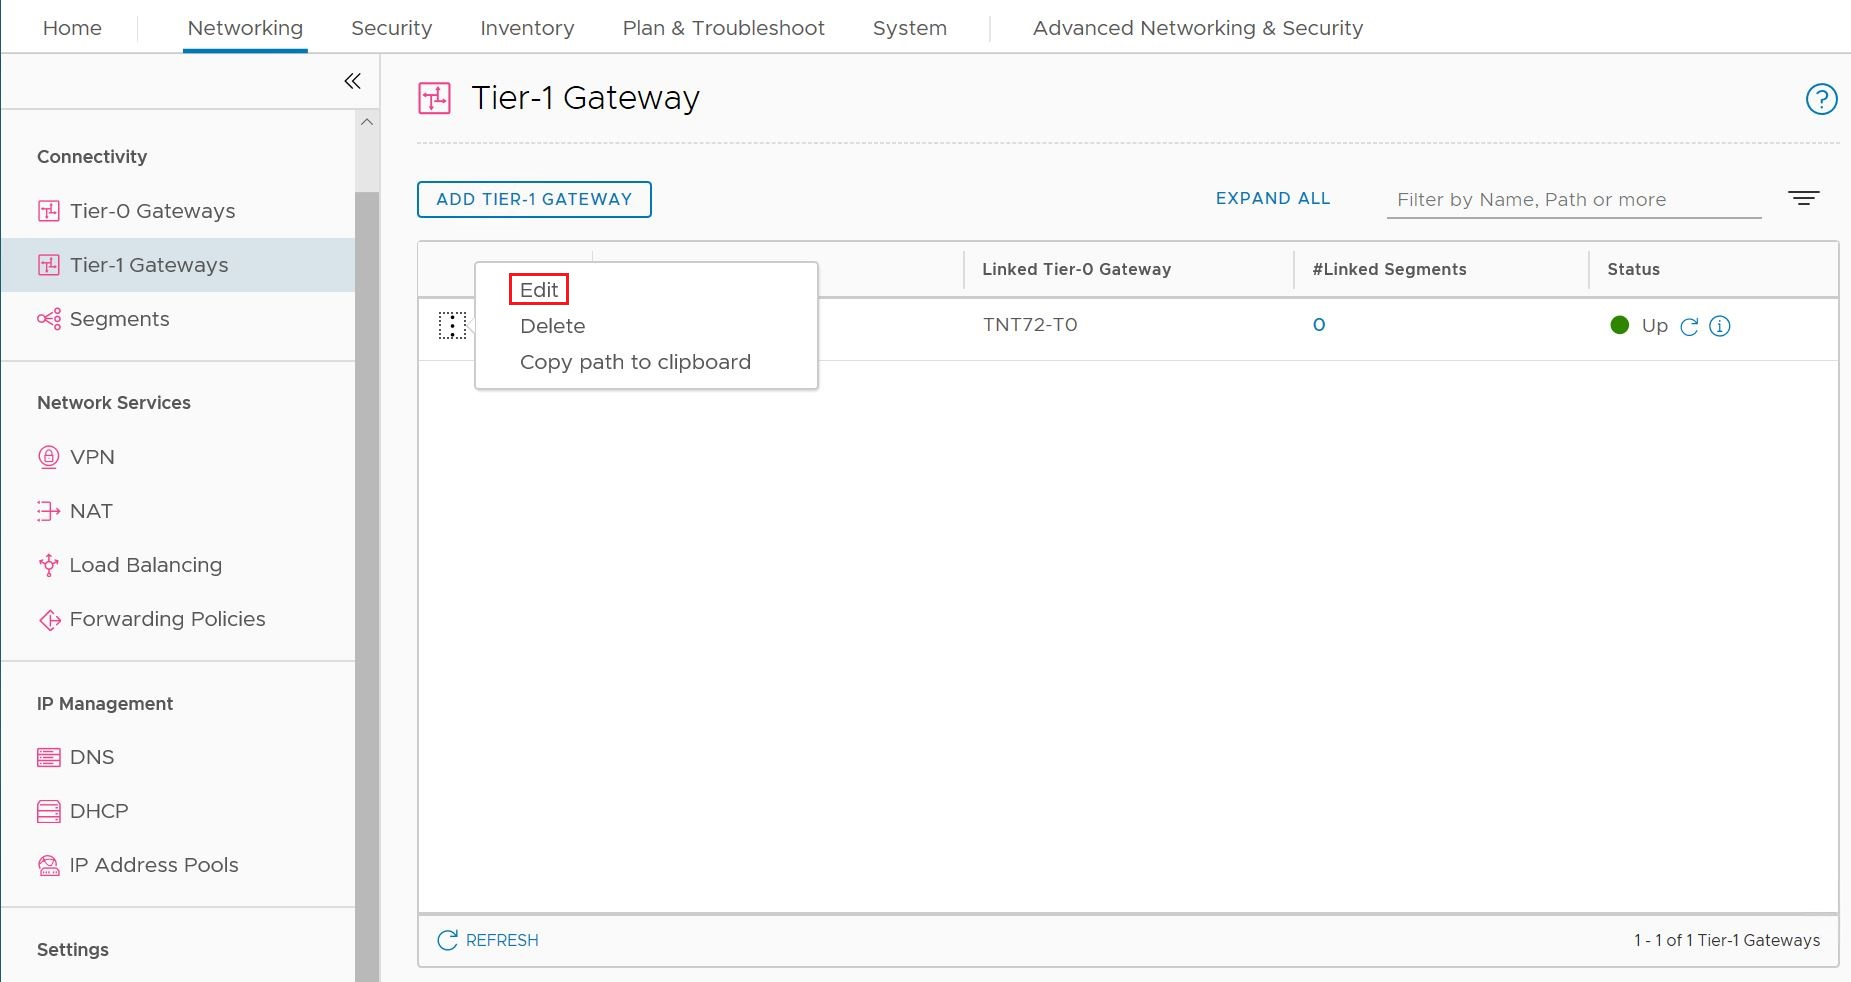 Home
Networking
Security
Inventory
Plan & Troubleshoot
System
Advanced Networking & Security
Connectivity
Tier-0 Gateways
Tier-1 Gateways
Segments
Network Services
VPN
NAT
Load Balancing
Forwarding Policies
IP Management
DNS
DHCP
IP Address Pools
Settings
Tier-1 Gateway
ADD TIER-1 GATEWAY
EXPAND ALL
Filter by Name, Path or more
Linked Tier-0 Gateway
#Linked Segments
Status
Edit
Delete
Copy path to clipboard
TNT72-T0
0
Up
REFRESH
1 - 1 of 1 Tier-1 Gateways